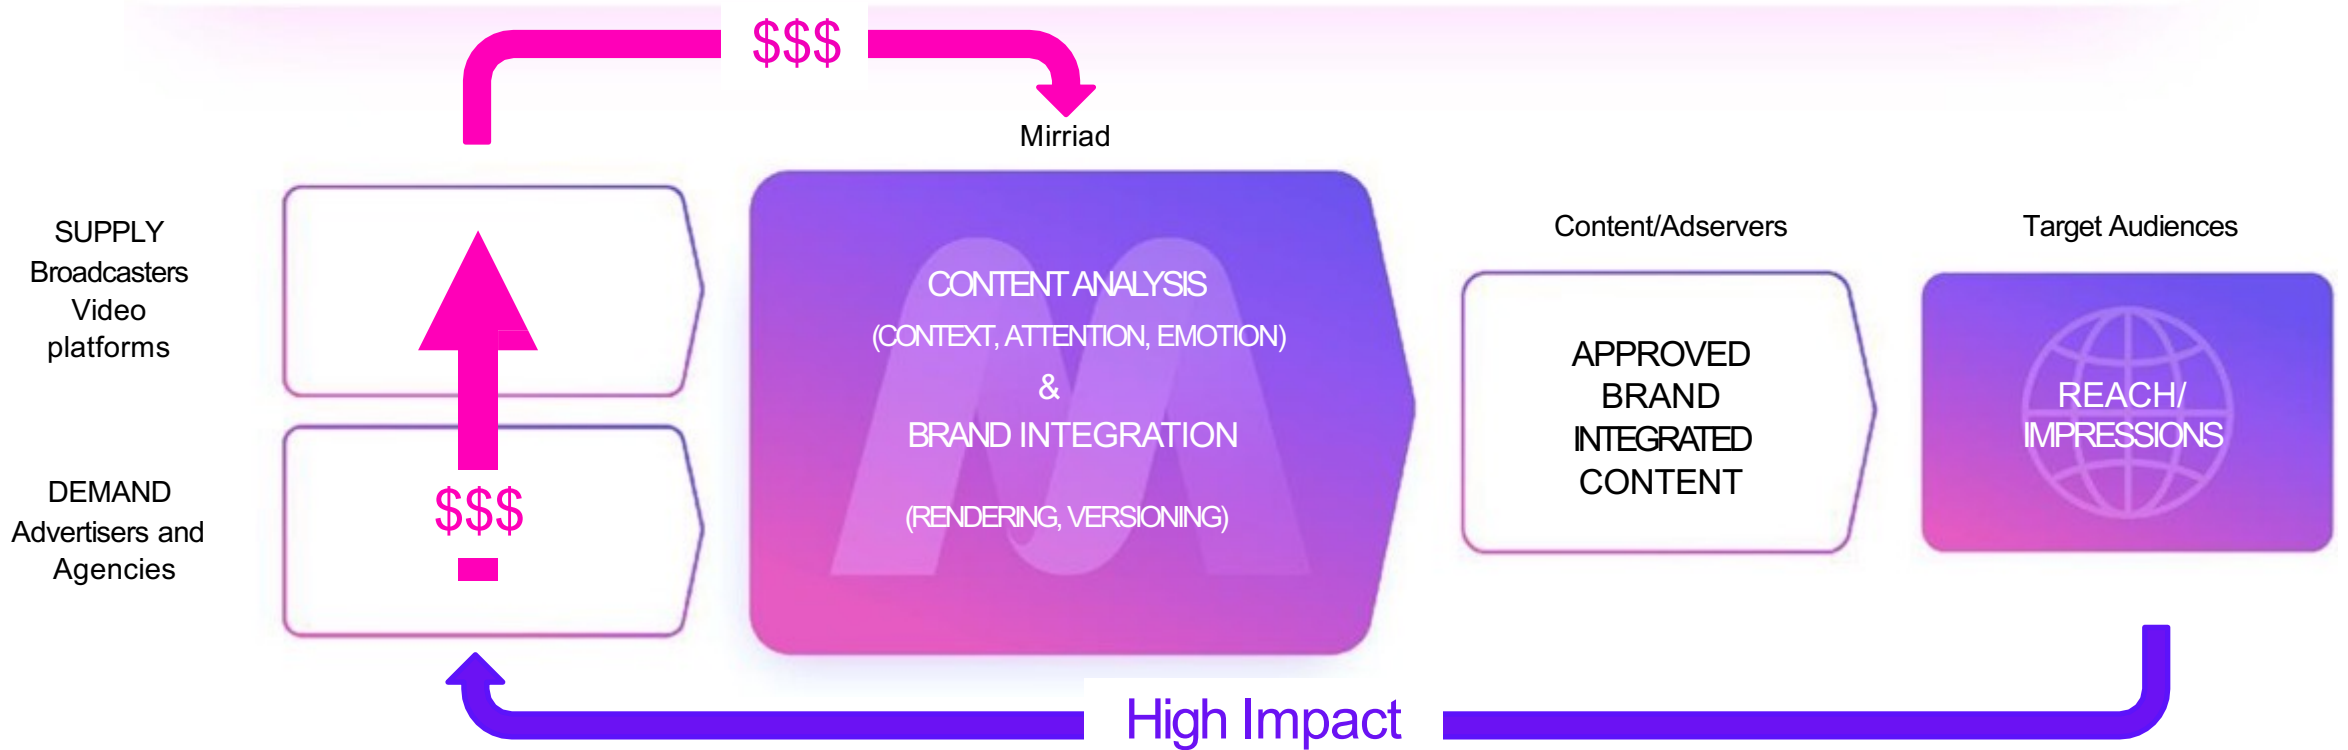 $$$
Mirriad
SUPPLY
Broadcasters
Video
platforms
DEMAND
Advertisers and
Agencies
$$$
CONTENT ANALYSIS
(CONTEXT, ATTENTION, EMOTION)
&
BRAND INTEGRATION
(RENDERING, VERSIONING)
Content/Adservers
APPROVED
BRAND
INTEGRATED
CONTENT
Target Audiences
REACH/
IMPRESSIONS
High Impact